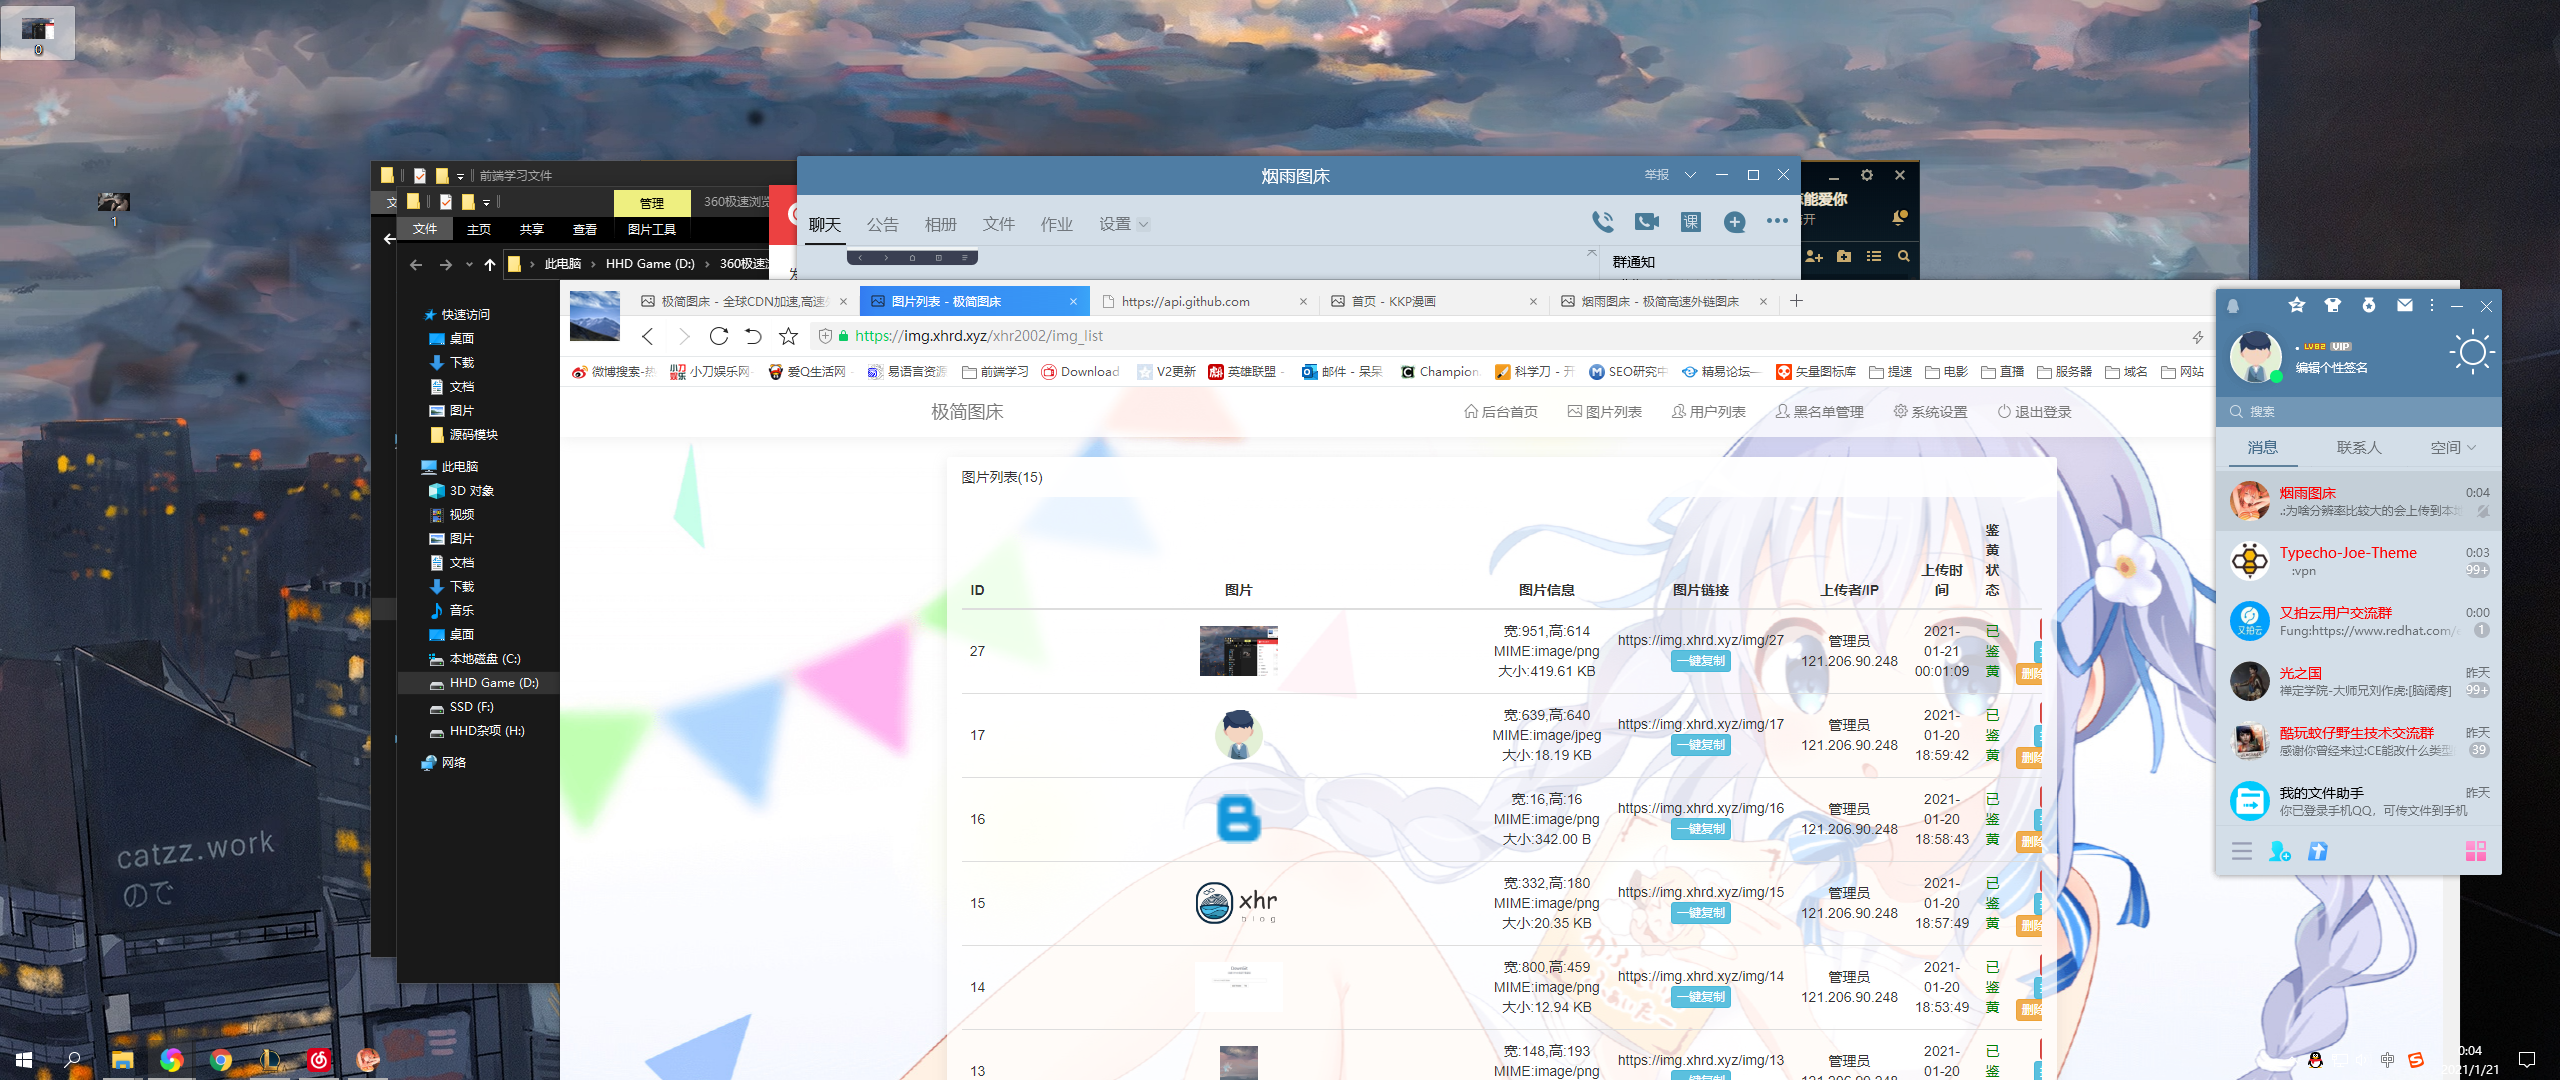 0
1
catzz.work
ので
前端学习文件
管理
360极速浏览
文件
主页
共享
查看
图片工具
此电脑
HHD Game (D:)
快速访问
桌面
下载
文档
图片
源码模块
此电脑
3D 对象
视频
图片
文档
下载
音乐
桌面
本地磁盘 (C:)
HHD Game (D:)
SSD (F:)
HHD杂项 (H:)
网络
烟雨图床
举报
聊天
公告
相册
文件
作业
设置
课
群通知
能爱你
极简图床 - 全球CDN加速,高速
图片列表 - 极简图床
https://api.github.com
首页 - KKP漫画
烟雨图床 - 极简高速外链图床
https://img.xhrd.xyz/xhr2002/img_list
微博搜索-热
小刀娱乐网-
爱Q生活网 -
易语言资源
前端学习
Download
V2更新
英雄联盟 -
邮件 - 呆呆
Champion
科学刀 - 开
SEO研究中
精易论坛—
矢量图标库
提速
电影
直播
服务器
域名
网站
极简图床
后台首页
图片列表
用户列表
黑名单管理
系统设置
退出登录
图片列表(15)
ID
图片
图片信息
图片链接
上传者/IP
上传时间
鉴黄状态
27
宽:951,高:614
MIME:image/png
大小:419.61 KB
https://img.xhrd.xyz/img/27
一键复制
管理员
121.206.90.248
2021-
01-21
00:01:09
已鉴黄
删除
17
宽:639,高:640
MIME:image/jpeg
大小:18.19 KB
https://img.xhrd.xyz/img/17
一键复制
管理员
121.206.90.248
2021-
01-20
18:59:42
已鉴黄
删除
16
宽:16,高:16
MIME:image/png
大小:342.00 B
https://img.xhrd.xyz/img/16
一键复制
管理员
121.206.90.248
2021-
01-20
18:58:43
已鉴黄
删除
15
xhr
blog
宽:332,高:180
MIME:image/png
大小:20.35 KB
https://img.xhrd.xyz/img/15
一键复制
管理员
121.206.90.248
2021-
01-20
18:57:49
已鉴黄
删除
14
宽:800,高:459
MIME:image/png
大小:12.94 KB
https://img.xhrd.xyz/img/14
一键复制
管理员
121.206.90.248
2021-
01-20
18:53:49
已鉴黄
删除
13
宽:148,高:193
MIME:image/png
https://img.xhrd.xyz/img/13
一键复制
管理员
121.206.90.248
2021-
01-20
已鉴黄
LV82 VIP
编辑个性签名
搜索
消息
联系人
空间
烟雨图床
0:04
.:为啥分辨率比较大的会上传到本地
Typecho-Joe-Theme
0:03
:vpn
99+
又拍云用户交流群
0:00
Fung:https://www.redhat.com/
1
光之国
昨天
禅定学院-大师兄刘作虎:[脑阔疼]
99+
酷玩蚊仔野生技术交流群
昨天
感谢你曾经来过:CE能改什么类型
39
我的文件助手
昨天
你已登录手机QQ，可传文件到手机
中
0:04
2021/1/21